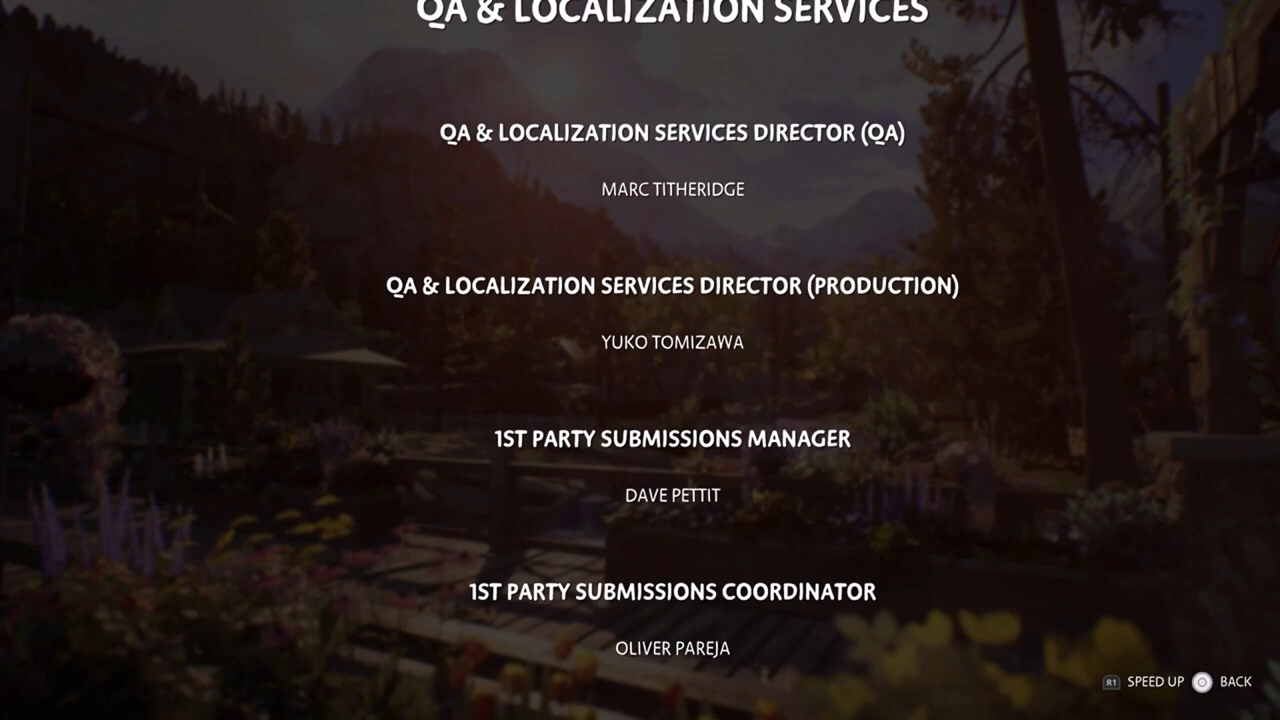 QA & LOCALIZATION SERVICES
QA & LOCALIZATION SERVICES DIRECTOR (QA)
MARC TITHERIDGE
QA & LOCALIZATION SERVICES DIRECTOR (PRODUCTION)
YUKO TOMIZAWA
1ST PARTY SUBMISSIONS MANAGER
DAVE PETTIT
1ST PARTY SUBMISSIONS COORDINATOR
OLIVER PAREJA
R1 SPEED UP BACK